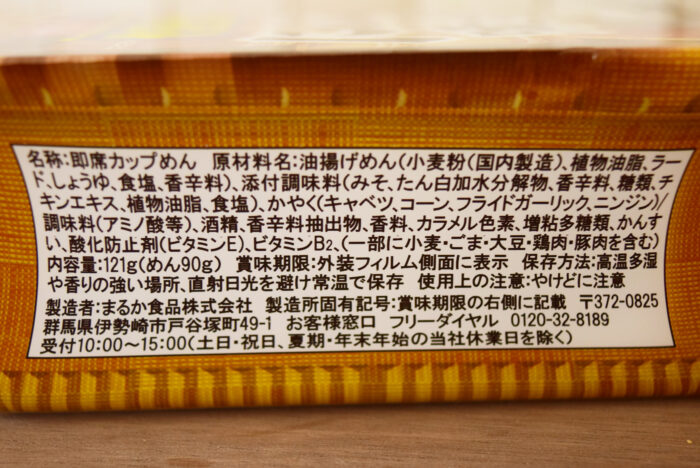 名称:即席カップめん 原材料名:油揚げめん(小麦粉(国内製造)、植物油脂、ラー
ド、しょうゆ、食塩、香辛料)、添付調味料(みそ、たん白加水分解物、香辛料、糖類、チ
キンエキス、植物油脂、食塩)、かやく(キャベツ、コーン、フライドガーリック、ニンジン)/
調味料(アミノ酸等)、酒精、香辛料抽出物、香料、カラメル色素、増粘多糖類、かんす
い、酸化防止剤(ビタミンE)、ビタミンB2、(一部に小麦・ごま・大豆・鶏肉・豚肉を含む)
内容量:121g(めん90g) 賞味期限:外装フィルム側面に表示 保存方法:高温多湿
や香りの強い場所、直射日光を避け常温で保存 使用上の注意:やけどに注意
製造者:まるか食品株式会社 製造所固有記号:賞味期限の右側に記載 〒372-0825
群馬県伊勢崎市戸谷塚町49-1 お客様窓口 フリーダイヤル 0120-32-8189
受付10:00〜15:00(土日・祝日、夏期・年末年始の当社休業日を除く)